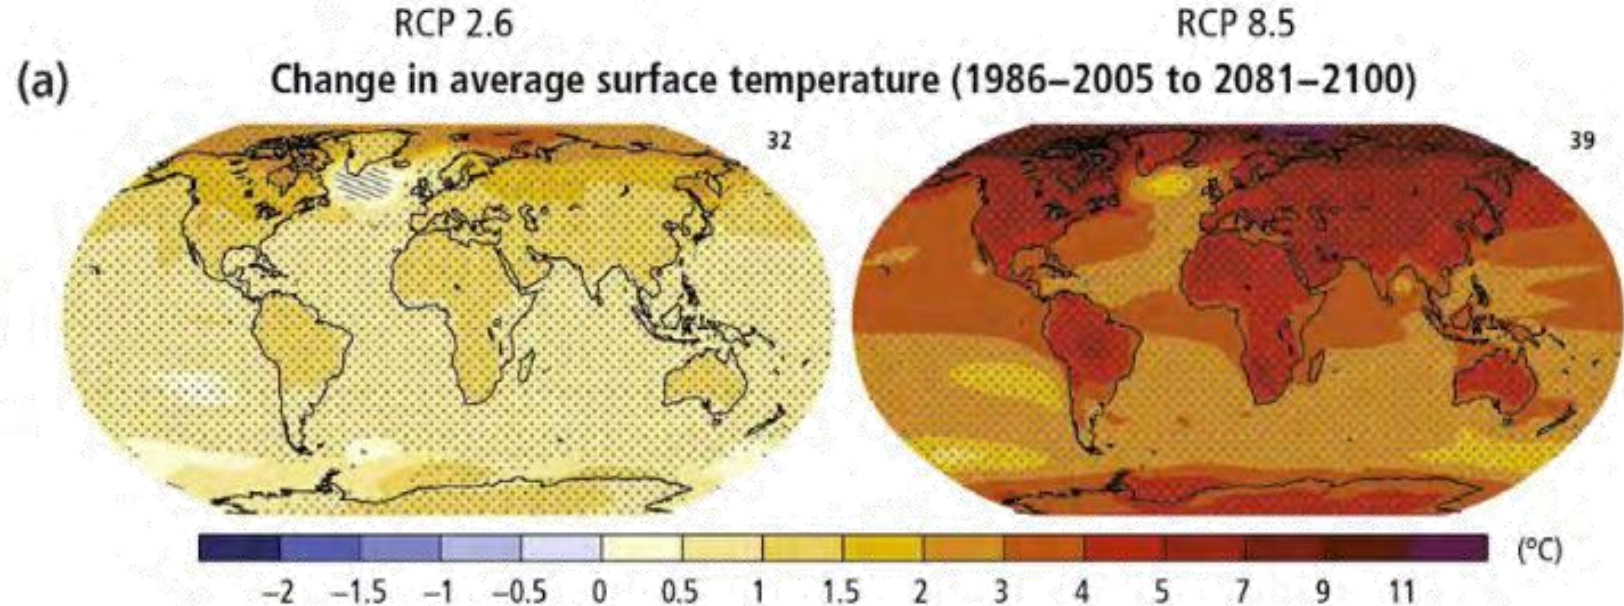 RCP 2.6 RCP 8.5
(a) Change in average surface temperature (1986–2005 to 2081–2100)
32 39
(°C)
−2 −1.5 −1 −0.5 0 0.5 1 1.5 2 3 4 5 7 9 11